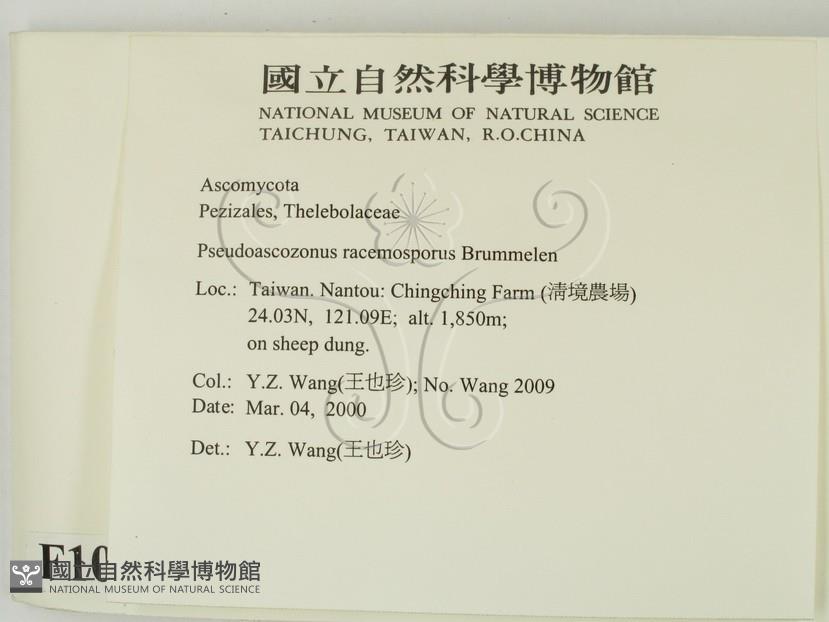 國立自然科學博物館
NATIONAL MUSEUM OF NATURAL SCIENCE
TAICHUNG, TAIWAN, R.O.CHINA
Ascomycota
Pezizales, Thelebolaceae
Pseudoascozonus racemosporus Brummelen
Loc.: Taiwan. Nantou: Chingching Farm (清境農場)
24.03N, 121.09E; alt. 1,850m;
on sheep dung.
Col.: Y.Z. Wang(王也珍); No. Wang 2009
Date: Mar. 04, 2000
Det.: Y.Z. Wang(王也珍)
F10
國立自然科學博物館
NATIONAL MUSEUM OF NATURAL SCIENCE